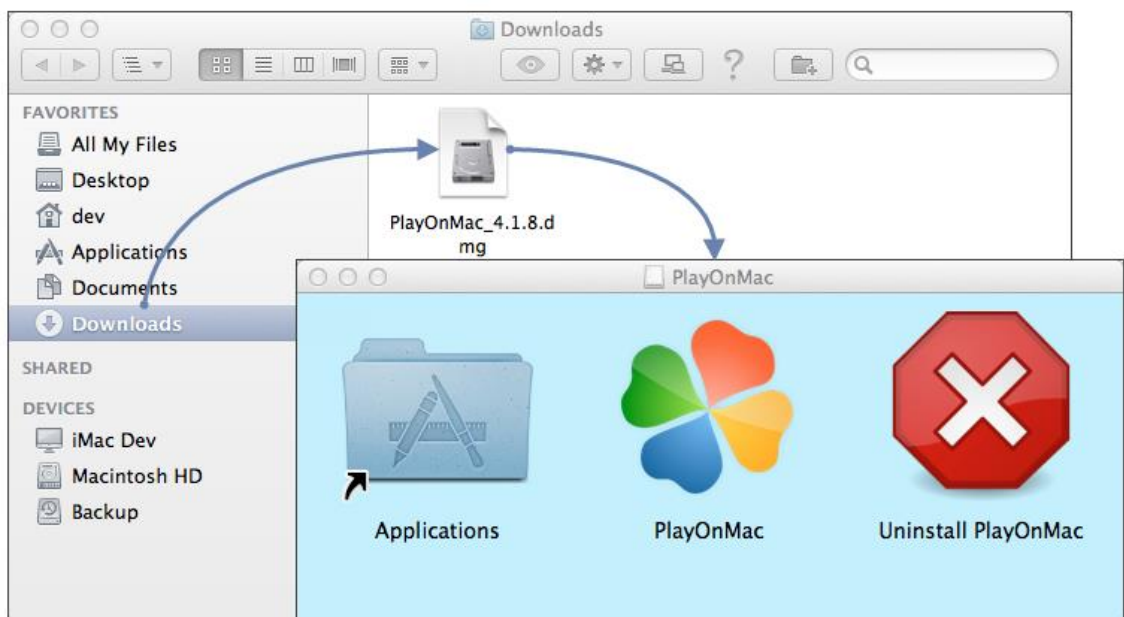 Downloads
FAVORITES
All My Files
Desktop
dev
Applications
Documents
Downloads
SHARED
DEVICES
iMac Dev
Macintosh HD
Backup
PlayOnMac_4.1.8.d
mg
PlayOnMac
Applications
PlayOnMac
Uninstall PlayOnMac